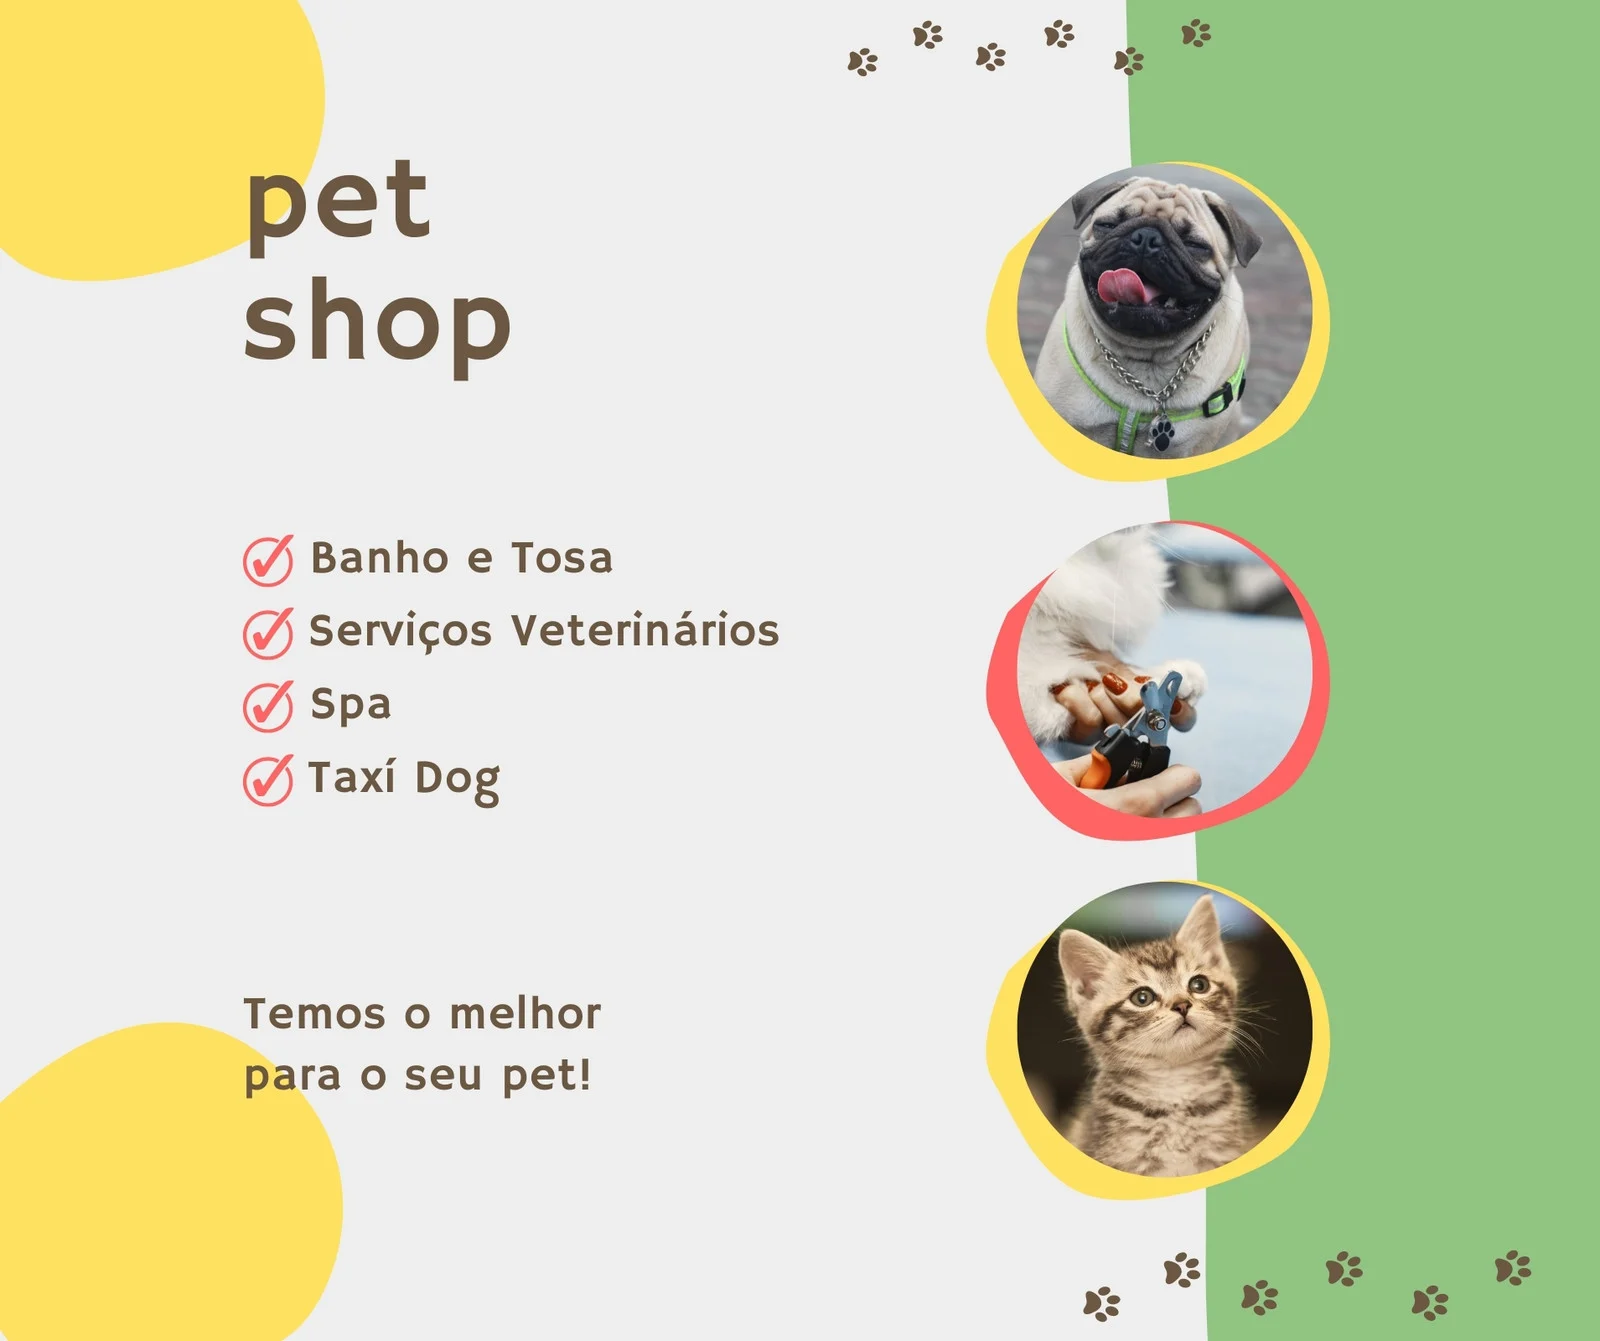 pet
shop
Banho e Tosa
Serviços Veterinários
Spa
Taxí Dog
Temos o melhor
para o seu pet!